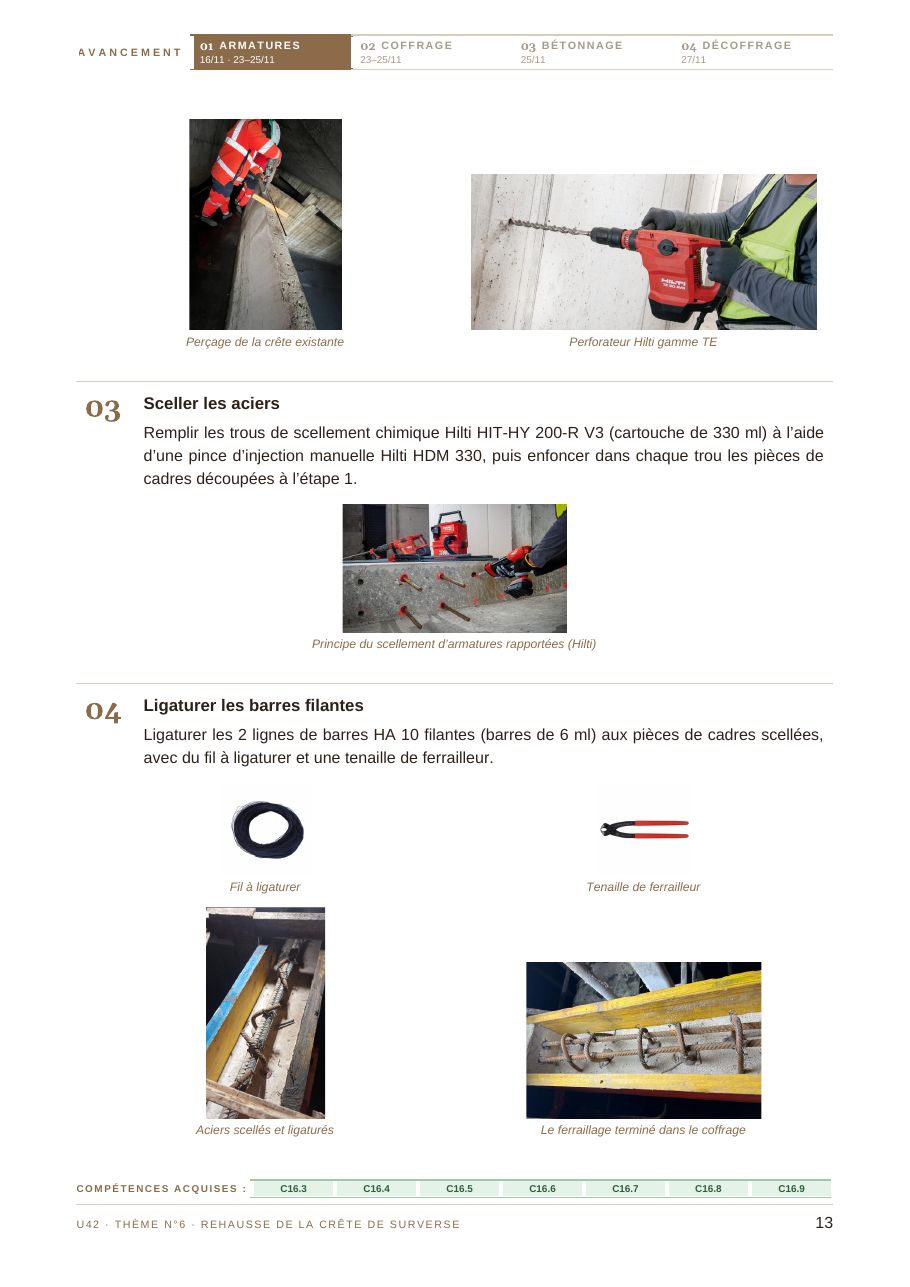 AVANCEMENT
01 ARMATURES
16/11 · 23–25/11
02 COFFRAGE
23–25/11
03 BÉTONNAGE
25/11
04 DÉCOFFRAGE
27/11
HILTI
Perçage de la crête existante
Perforateur Hilti gamme TE
03
Sceller les aciers
Remplir les trous de scellement chimique Hilti HIT-HY 200-R V3 (cartouche de 330 ml) à l’aide
d’une pince d’injection manuelle Hilti HDM 330, puis enfoncer dans chaque trou les pièces de
cadres découpées à l’étape 1.
Principe du scellement d’armatures rapportées (Hilti)
04
Ligaturer les barres filantes
Ligaturer les 2 lignes de barres HA 10 filantes (barres de 6 ml) aux pièces de cadres scellées,
avec du fil à ligaturer et une tenaille de ferrailleur.
Fil à ligaturer
Tenaille de ferrailleur
Aciers scellés et ligaturés
Le ferraillage terminé dans le coffrage
COMPÉTENCES ACQUISES :
C16.3
C16.4
C16.5
C16.6
C16.7
C16.8
C16.9
U42 · THÈME N°6 · REHAUSSE DE LA CRÊTE DE SURVERSE
13